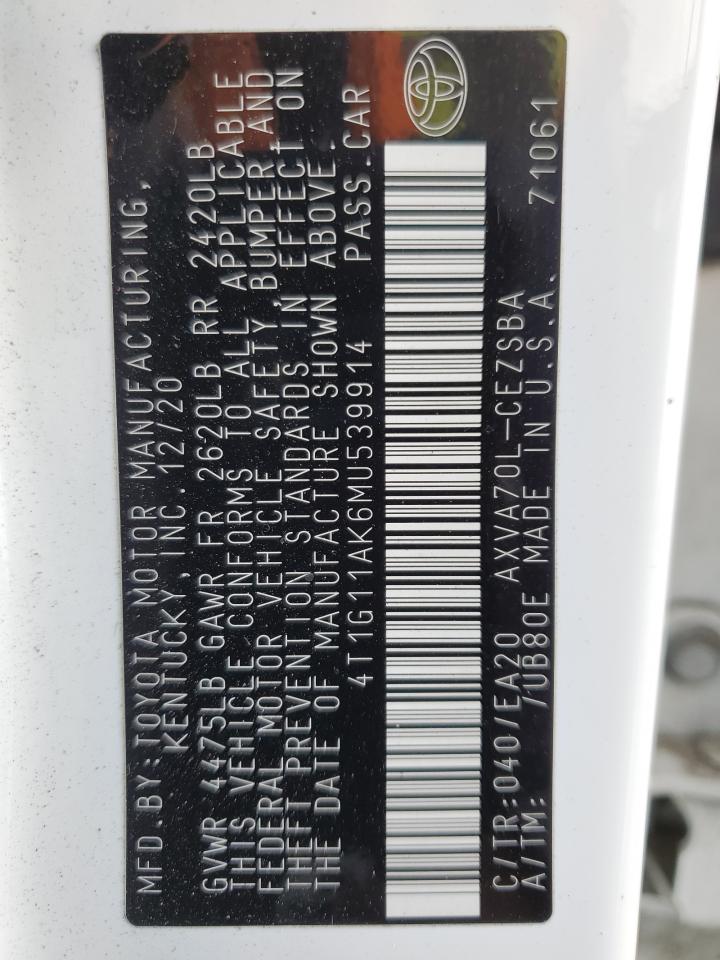 MFD.BY:TOYOTA MOTOR MANUFACTURING,
KENTUCKY, INC. 12/20
GVWR 4475LB GAWR FR 2620LB RR 2420LB
THIS VEHICLE CONFORMS TO ALL APPLICABLE
FEDERAL MOTOR VEHICLE SAFETY,BUMPER,AND
THEFT PREVENTION STANDARDS IN EFFECT ON
THE DATE OF MANUFACTURE SHOWN ABOVE.
4T1G11AK6MU539914 PASS.CAR
C/TR:040/EA20 AXVA70L-CEZSBA 71061
A/TM: /UB80E MADE IN U.S.A.